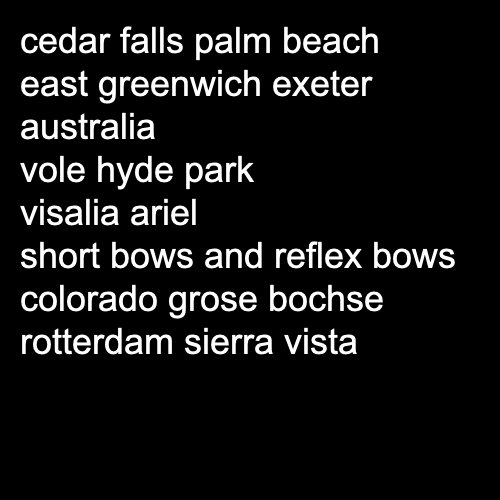 cedar falls palm beach
east greenwich exeter
australia
vole hyde park
visalia ariel
short bows and reflex bows
colorado grose bochse
rotterdam sierra vista